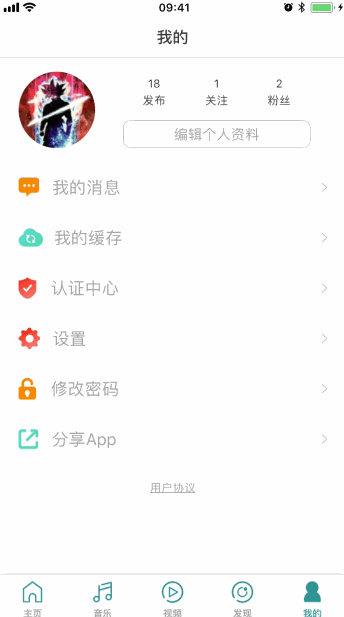 09:41
我的
18 1 2
发布 关注 粉丝
编辑个人资料
我的消息
我的缓存
认证中心
设置
修改密码
分享App
用户协议
主页 音乐 视频 发现 我的